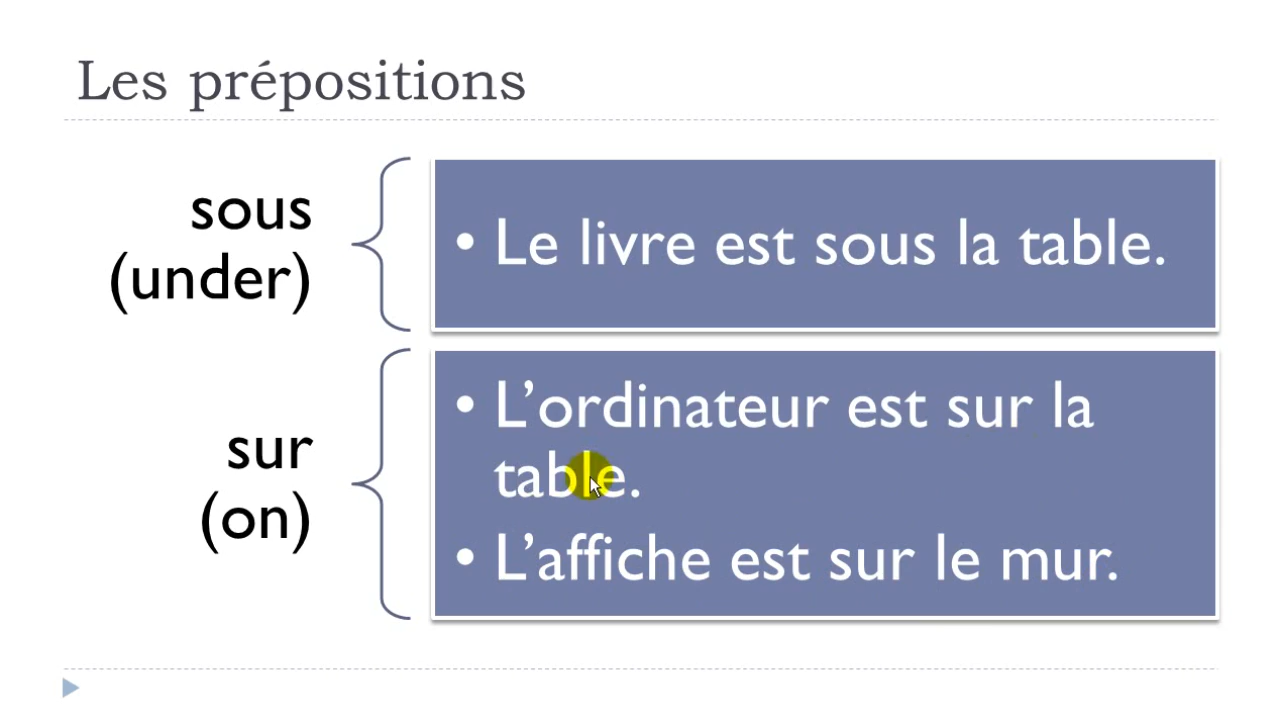 Les prépositions
sous
(under)
• Le livre est sous la table.
sur
(on)
• L’ordinateur est sur la
table.
• L’affiche est sur le mur.